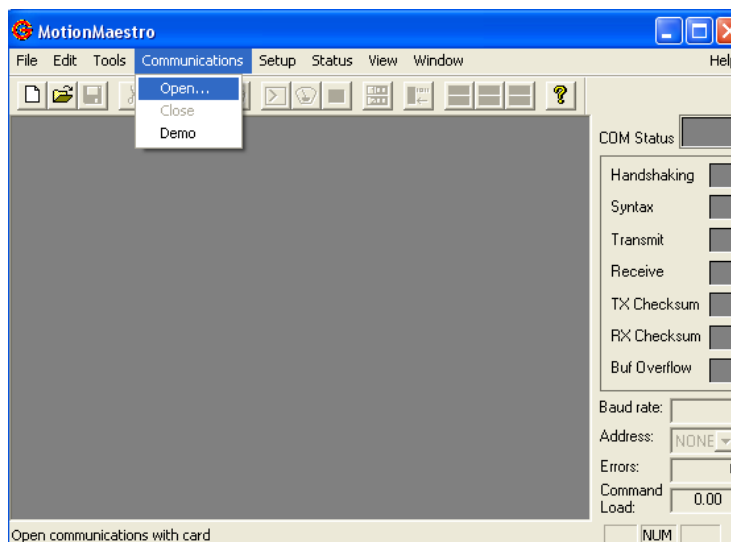 MotionMaestro
File Edit Tools Communications Setup Status View Window
Open...
Close
Demo
COM Status
Handshaking
Syntax
Transmit
Receive
TX Checksum
RX Checksum
Buf Overflow
Baud rate:
Address: NONE
Errors:
Command
Load: 0.00
Open communications with card NUM